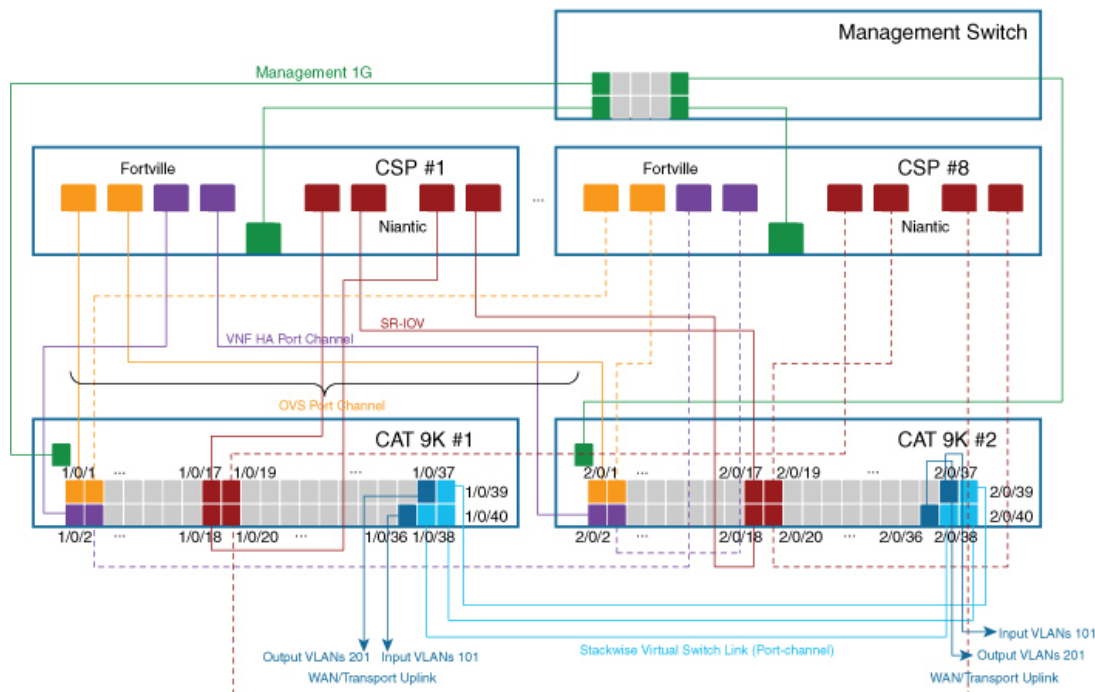 Management Switch
Management 1G
Fortville
CSP #1
Niantic
...
Fortville
CSP #8
Niantic
SR-IOV
VNF HA Port Channel
OVS Port Channel
CAT 9K #1
1/0/1 ... 1/0/17 1/0/19 ... 1/0/37
1/0/39
1/0/40
1/0/2 ... 1/0/18 1/0/20 ... 1/0/36 1/0/38
CAT 9K #2
2/0/1 ... 2/0/17 2/0/19 ... 2/0/37
2/0/39
2/0/40
2/0/2 ... 2/0/18 2/0/20 ... 2/0/36 2/0/38
Output VLANs 201 Input VLANs 101
WAN/Transport Uplink
Stackwise Virtual Switch Link (Port-channel)
Input VLANs 101
Output VLANs 201
WAN/Transport Uplink